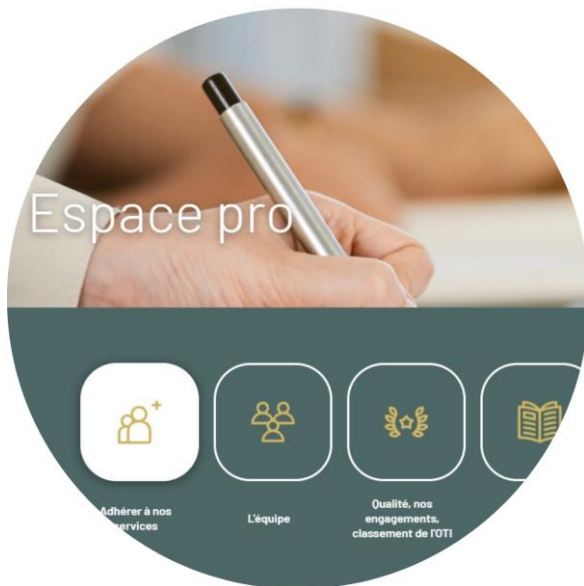 Espace pro
Adhérer à nos
services
L'équipe
Qualité, nos
engagements,
classement de l'OTI